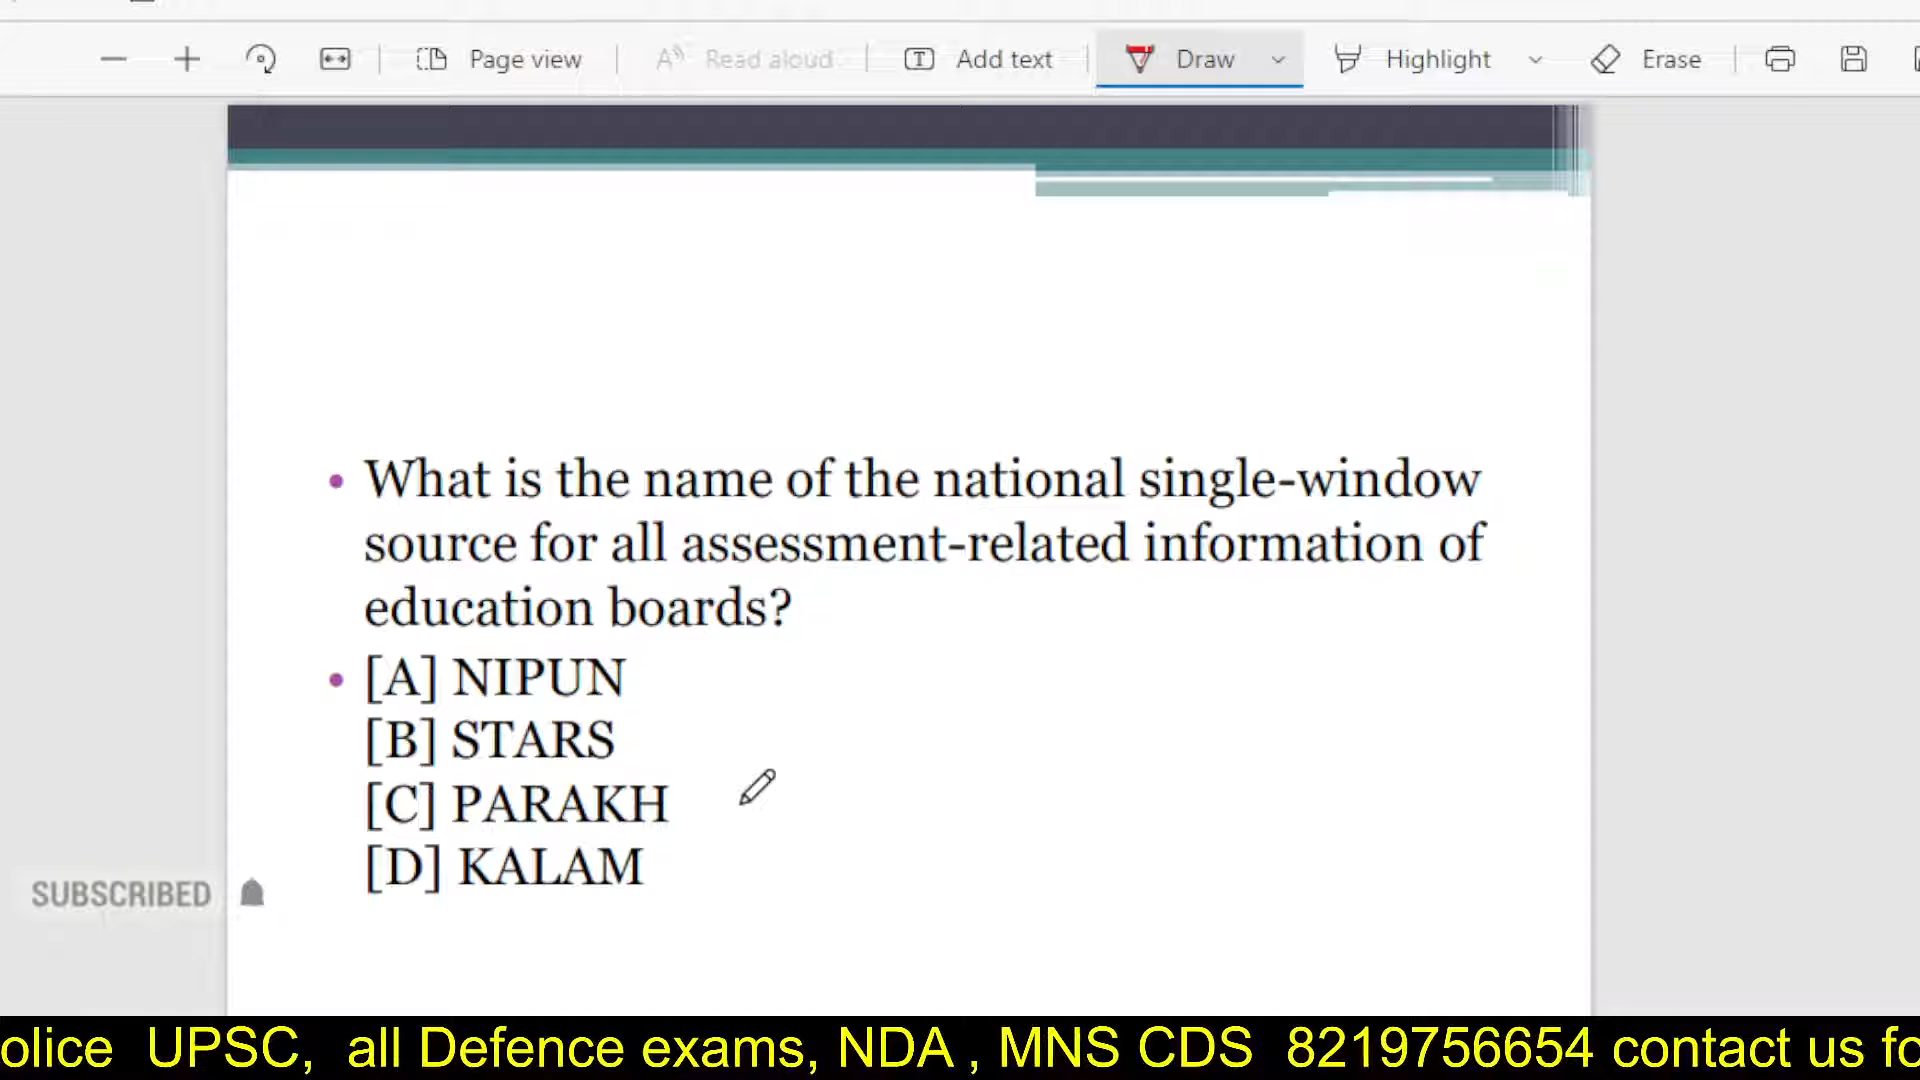 Page view
Read aloud
Add text
Draw
Highlight
Erase
• What is the name of the national single-window
source for all assessment-related information of
education boards?
• [A] NIPUN
[B] STARS
[C] PARAKH
[D] KALAM
SUBSCRIBED
olice UPSC, all Defence exams, NDA , MNS CDS 8219756654 contact us fo